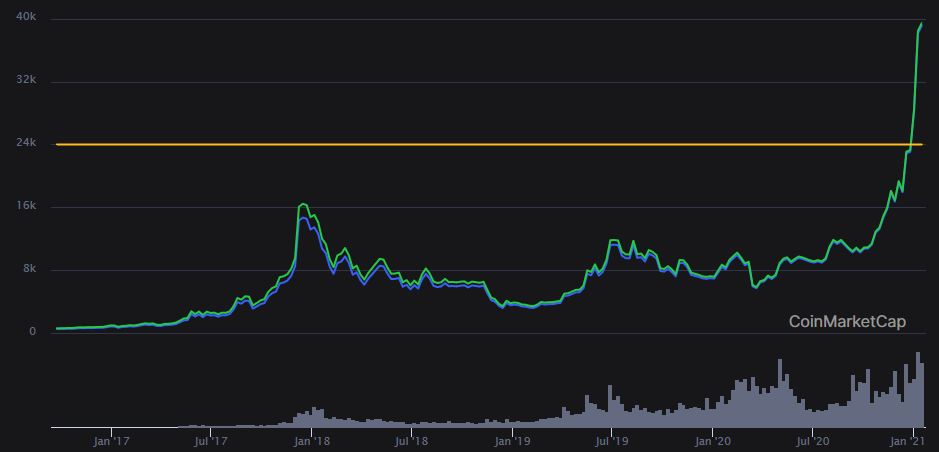 40k
32k
24k
16k
8k
0
CoinMarketCap
Jan '17
Jul '17
Jan '18
Jul '18
Jan '19
Jul '19
Jan '20
Jul '20
Jan '21